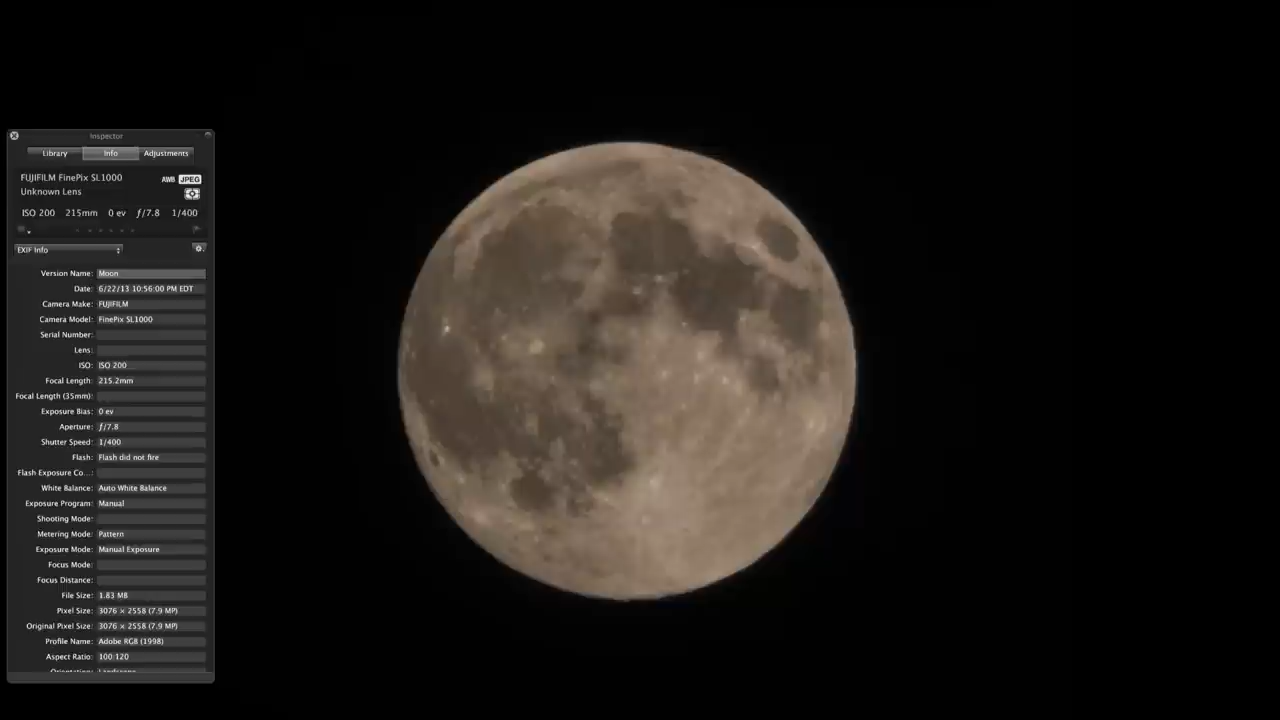 Inspector
Library Info Adjustments
FUJIFILM FinePix SL1000 AWB JPEG
Unknown Lens
ISO 200 215mm 0 ev ƒ/7.8 1/400
EXIF Info
Version Name: Moon
Date: 6/22/13 10:56:00 PM EDT
Camera Make: FUJIFILM
Camera Model: FinePix SL1000
Serial Number:
Lens:
ISO: ISO 200
Focal Length: 215.2mm
Focal Length (35mm):
Exposure Bias: 0 ev
Aperture: ƒ/7.8
Shutter Speed: 1/400
Flash: Flash did not fire
Flash Exposure Co...:
White Balance: Auto White Balance
Exposure Program: Manual
Shooting Mode:
Metering Mode: Pattern
Exposure Mode: Manual Exposure
Focus Mode:
Focus Distance:
File Size: 1.83 MB
Pixel Size: 3076 × 2558 (7.9 MP)
Original Pixel Size: 3076 × 2558 (7.9 MP)
Profile Name: Adobe RGB (1998)
Aspect Ratio: 100:120